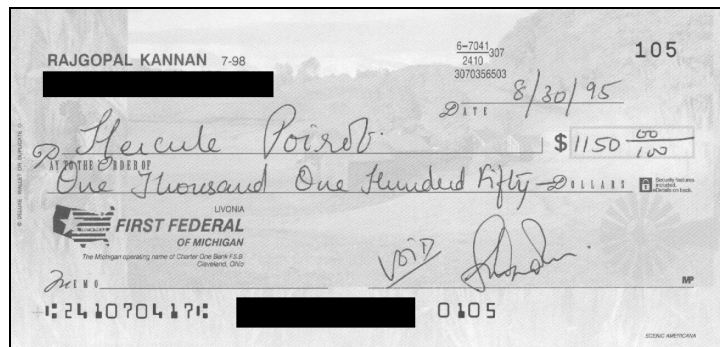 RAJGOPAL KANNAN 7-98
6-7041 307
2410
3070356503
105
DATE 8/30/95
Hercule Poirot.
PAY TO THE ORDER OF
$ 1150 00/100
One Thousand One Hundred Fifty — DOLLARS
Security features included. Details on back.
© DELUXE WALLET OR DUPLICATE
LIVONIA
FIRST FEDERAL
OF MICHIGAN
The Michigan operating name of Charter One Bank F.S.B.
Cleveland, Ohio
VOID
MEMO
MP
⑆241070417⑆ 0105
SCENIC AMERICANA